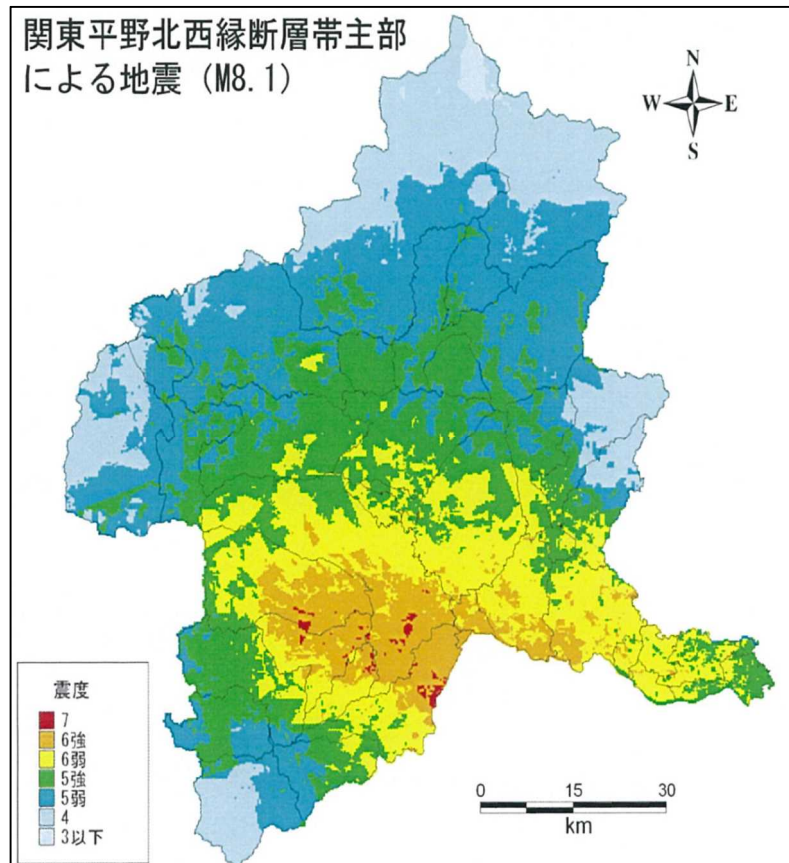 関東平野北西縁断層帯主部
による地震 (M8.1)
N
W E
S
震度
7
6強
6弱
5強
5弱
4
3以下
0 15 30
km